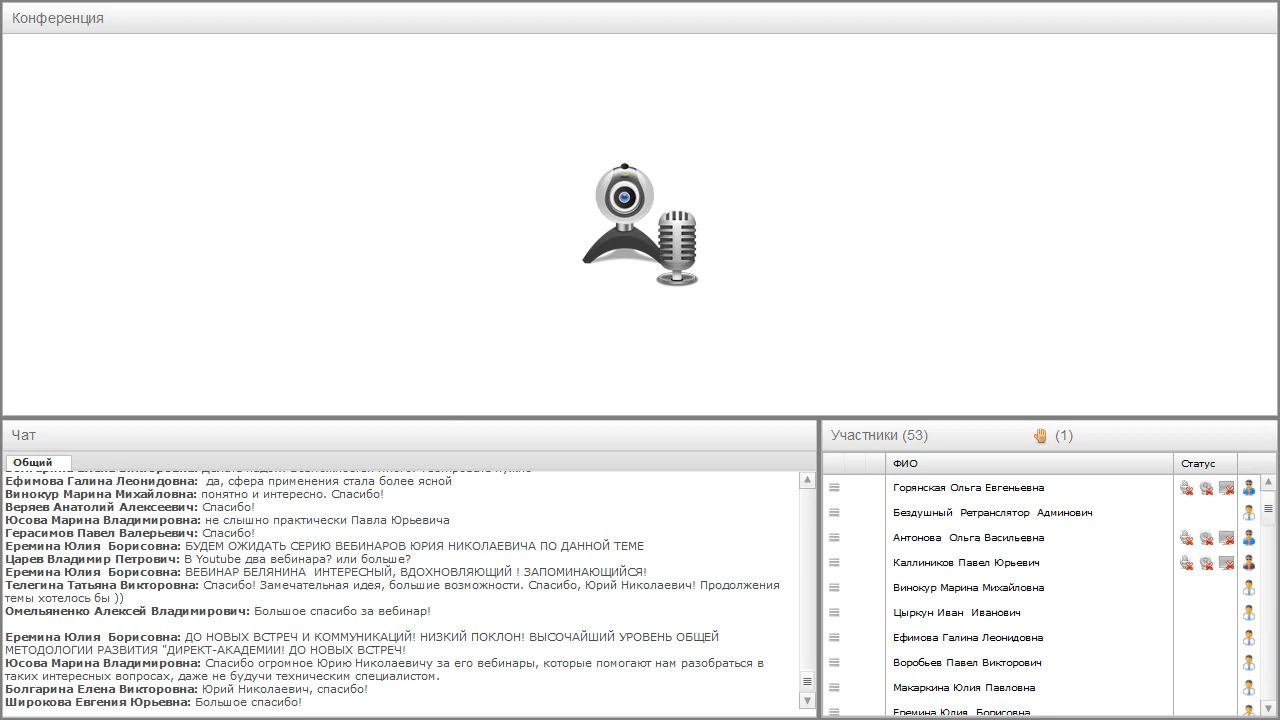 Конференция
Чат
Общий
Ефимова Галина Леонидовна: да, сфера применения стала более ясной
Винокур Марина Михайловна: понятно и интересно. Спасибо!
Веряев Анатолий Алексеевич: Спасибо!
Юсова Марина Владимировна: не слышно практически Павла Юрьевича
Герасимов Павел Валерьевич: Спасибо!
Еремина Юлия Борисовна: БУДЕМ ОЖИДАТЬ СЕРИЮ ВЕБИНАРОВ ЮРИЯ НИКОЛАЕВИЧА ПО ДАННОЙ ТЕМЕ
Царев Владимир Петрович: В Youtube два вебинара? или больше?
Еремина Юлия Борисовна: ВЕБИНАР БЕЛЯНИНА ИНТЕРЕСНЫЙ, ВДОХНОВЛЯЮЩИЙ ! ЗАПОМИНАЮЩИЙСЯ!
Телегина Татьяна Викторовна: Спасибо! Замечательная идея, большие возможности. Спасибо, Юрий Николаевич! Продолжения
темы хотелось бы ))
Омельяненко Алексей Владимирович: Большое спасибо за вебинар!
Еремина Юлия Борисовна: ДО НОВЫХ ВСТРЕЧ И КОММУНИКАЦИЙ! НИЗКИЙ ПОКЛОН! ВЫСОЧАЙШИЙ УРОВЕНЬ ОБЩЕЙ
МЕТОДОЛОГИИ РАЗВИТИЯ "ДИРЕКТ-АКАДЕМИИ! ДО НОВЫХ ВСТРЕЧ!
Юсова Марина Владимировна: Спасибо огромное Юрию Николаевичу за его вебинары, которые помогают нам разобраться в
таких интересных вопросах, даже не будучи техническим специалистом.
Болгарина Елена Викторовна: Юрий Николаевич, спасибо!
Широкова Евгения Юрьевна: Большое спасибо!
Участники (53) (1)
ФИО Статус
Горянская Ольга Евгеньевна
Бездушный Ретранслятор Админович
Антонова Ольга Васильевна
Каллиников Павел Юрьевич
Винокур Марина Михайловна
Цыркун Иван Иванович
Ефимова Галина Леонидовна
Воробьев Павел Викторович
Макаркина Юлия Павловна
Еремина Юлия Борисовна